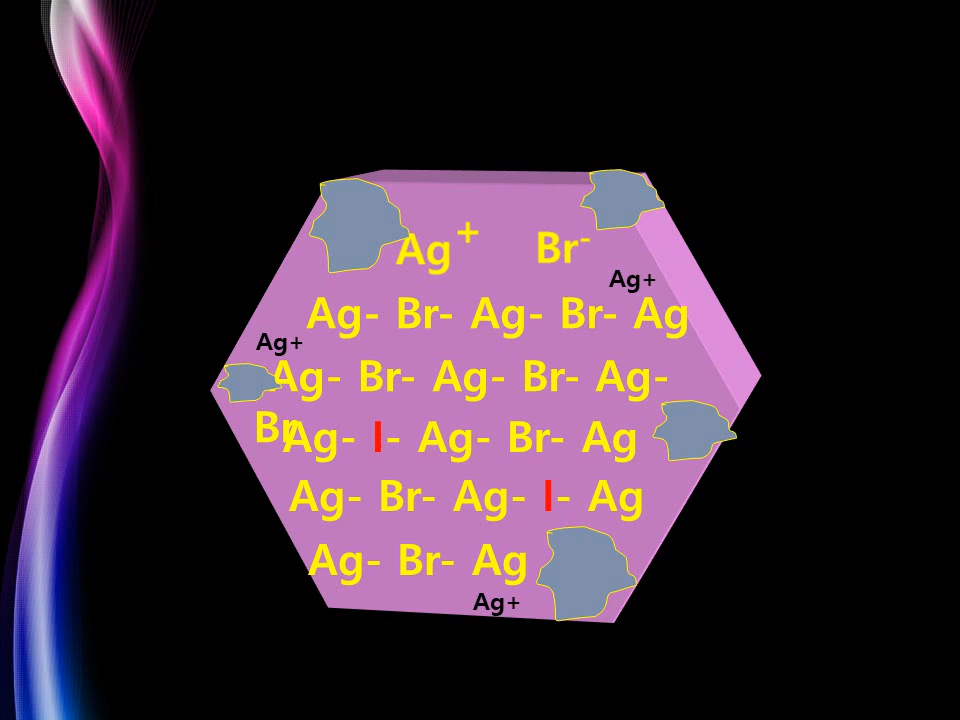 Ag+ Br-
Ag+
Ag- Br- Ag- Br- Ag
Ag+
Ag- Br- Ag- Br- Ag-
Br
Ag- I- Ag- Br- Ag
Ag- Br- Ag- I- Ag
Ag- Br- Ag
Ag+